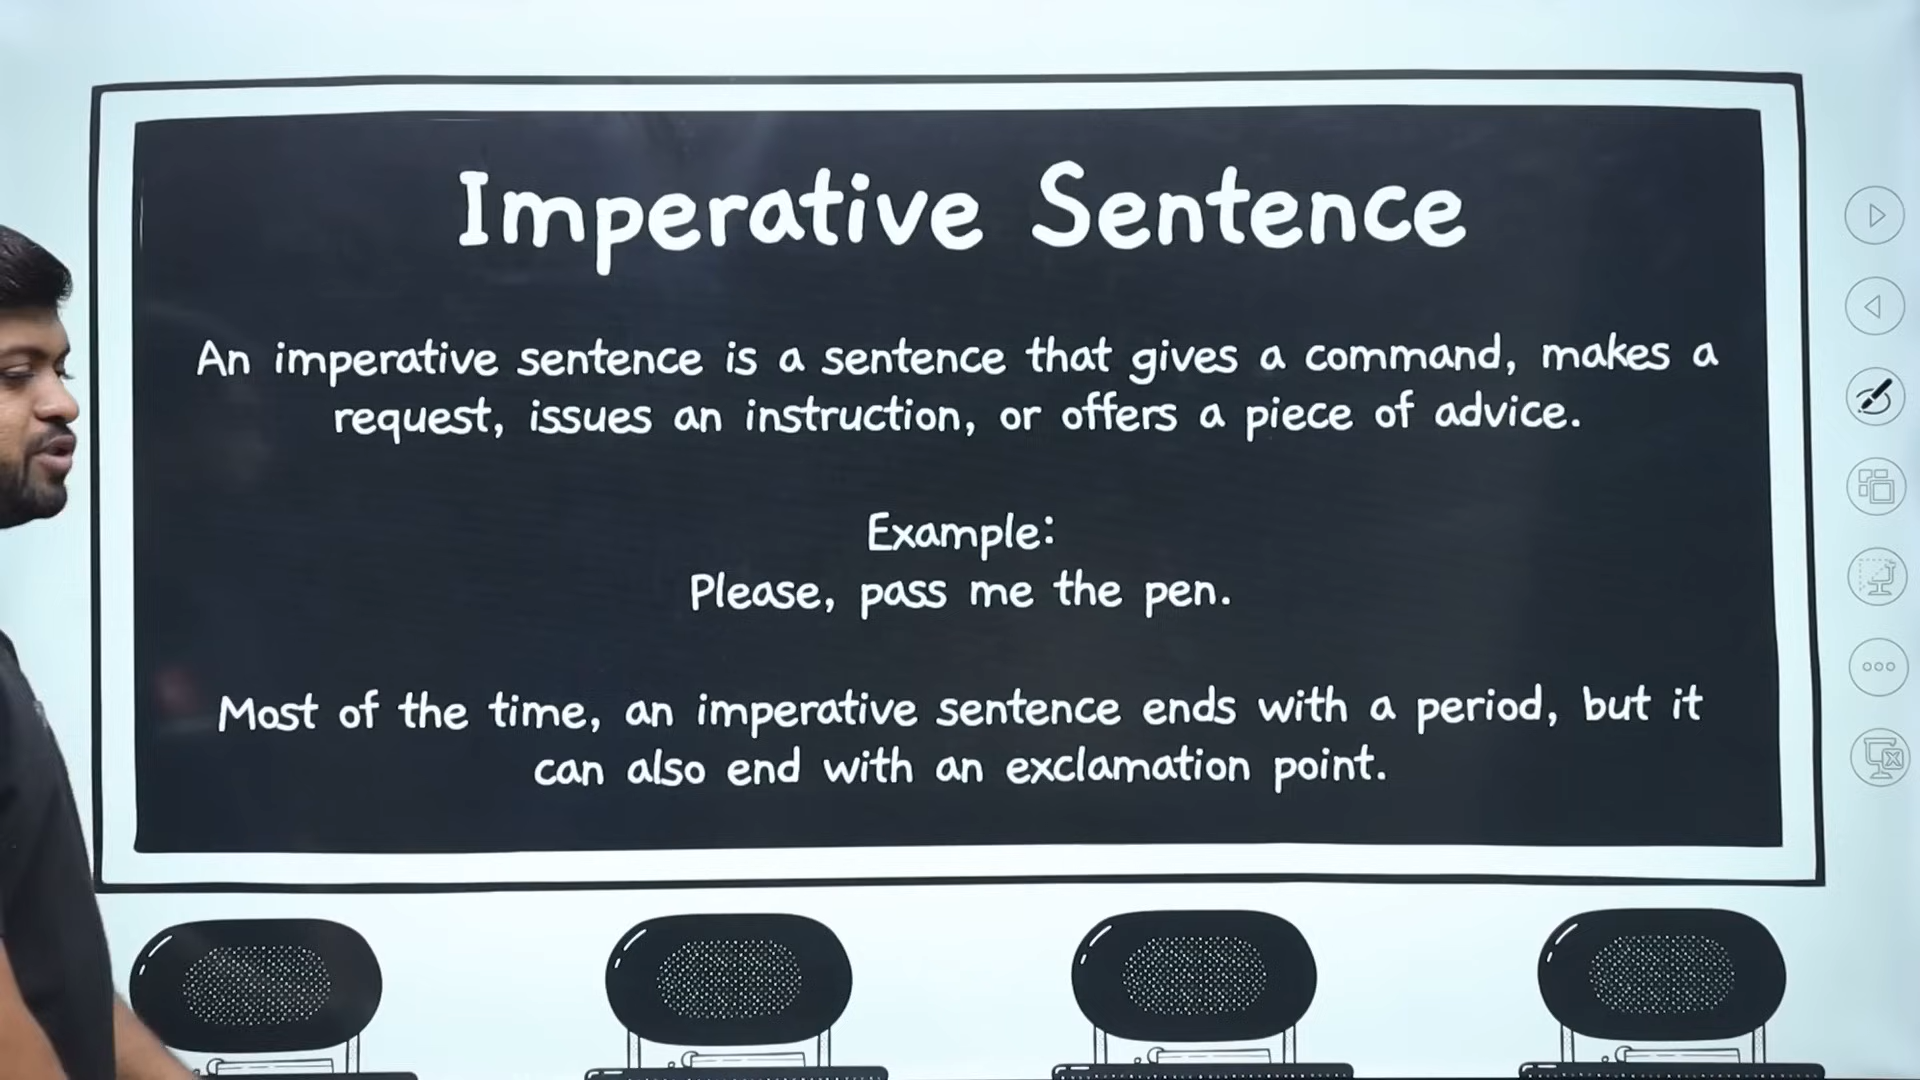 Imperative Sentence
An imperative sentence is a sentence that gives a command, makes a
request, issues an instruction, or offers a piece of advice.
Example:
Please, pass me the pen.
Most of the time, an imperative sentence ends with a period, but it
can also end with an exclamation point.